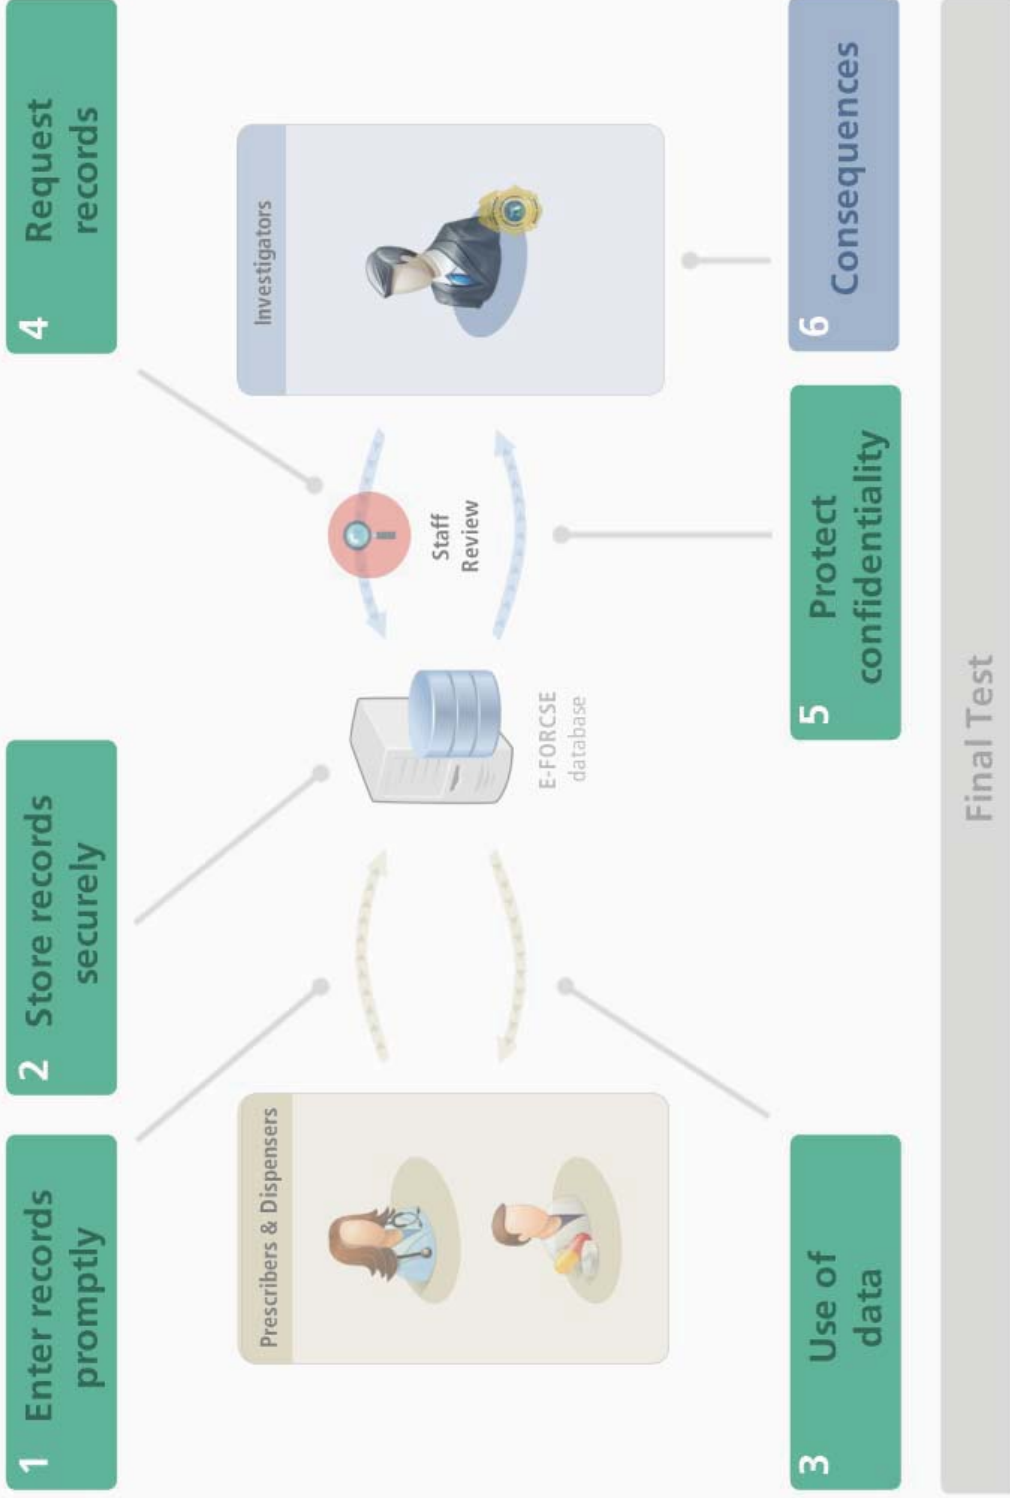 1 Enter records
promptly
2 Store records
securely
4 Request
records
Prescribers & Dispensers
E-FORCSE
database
Staff
Review
Investigators
3 Use of
data
5 Protect
confidentiality
6 Consequences
Final Test